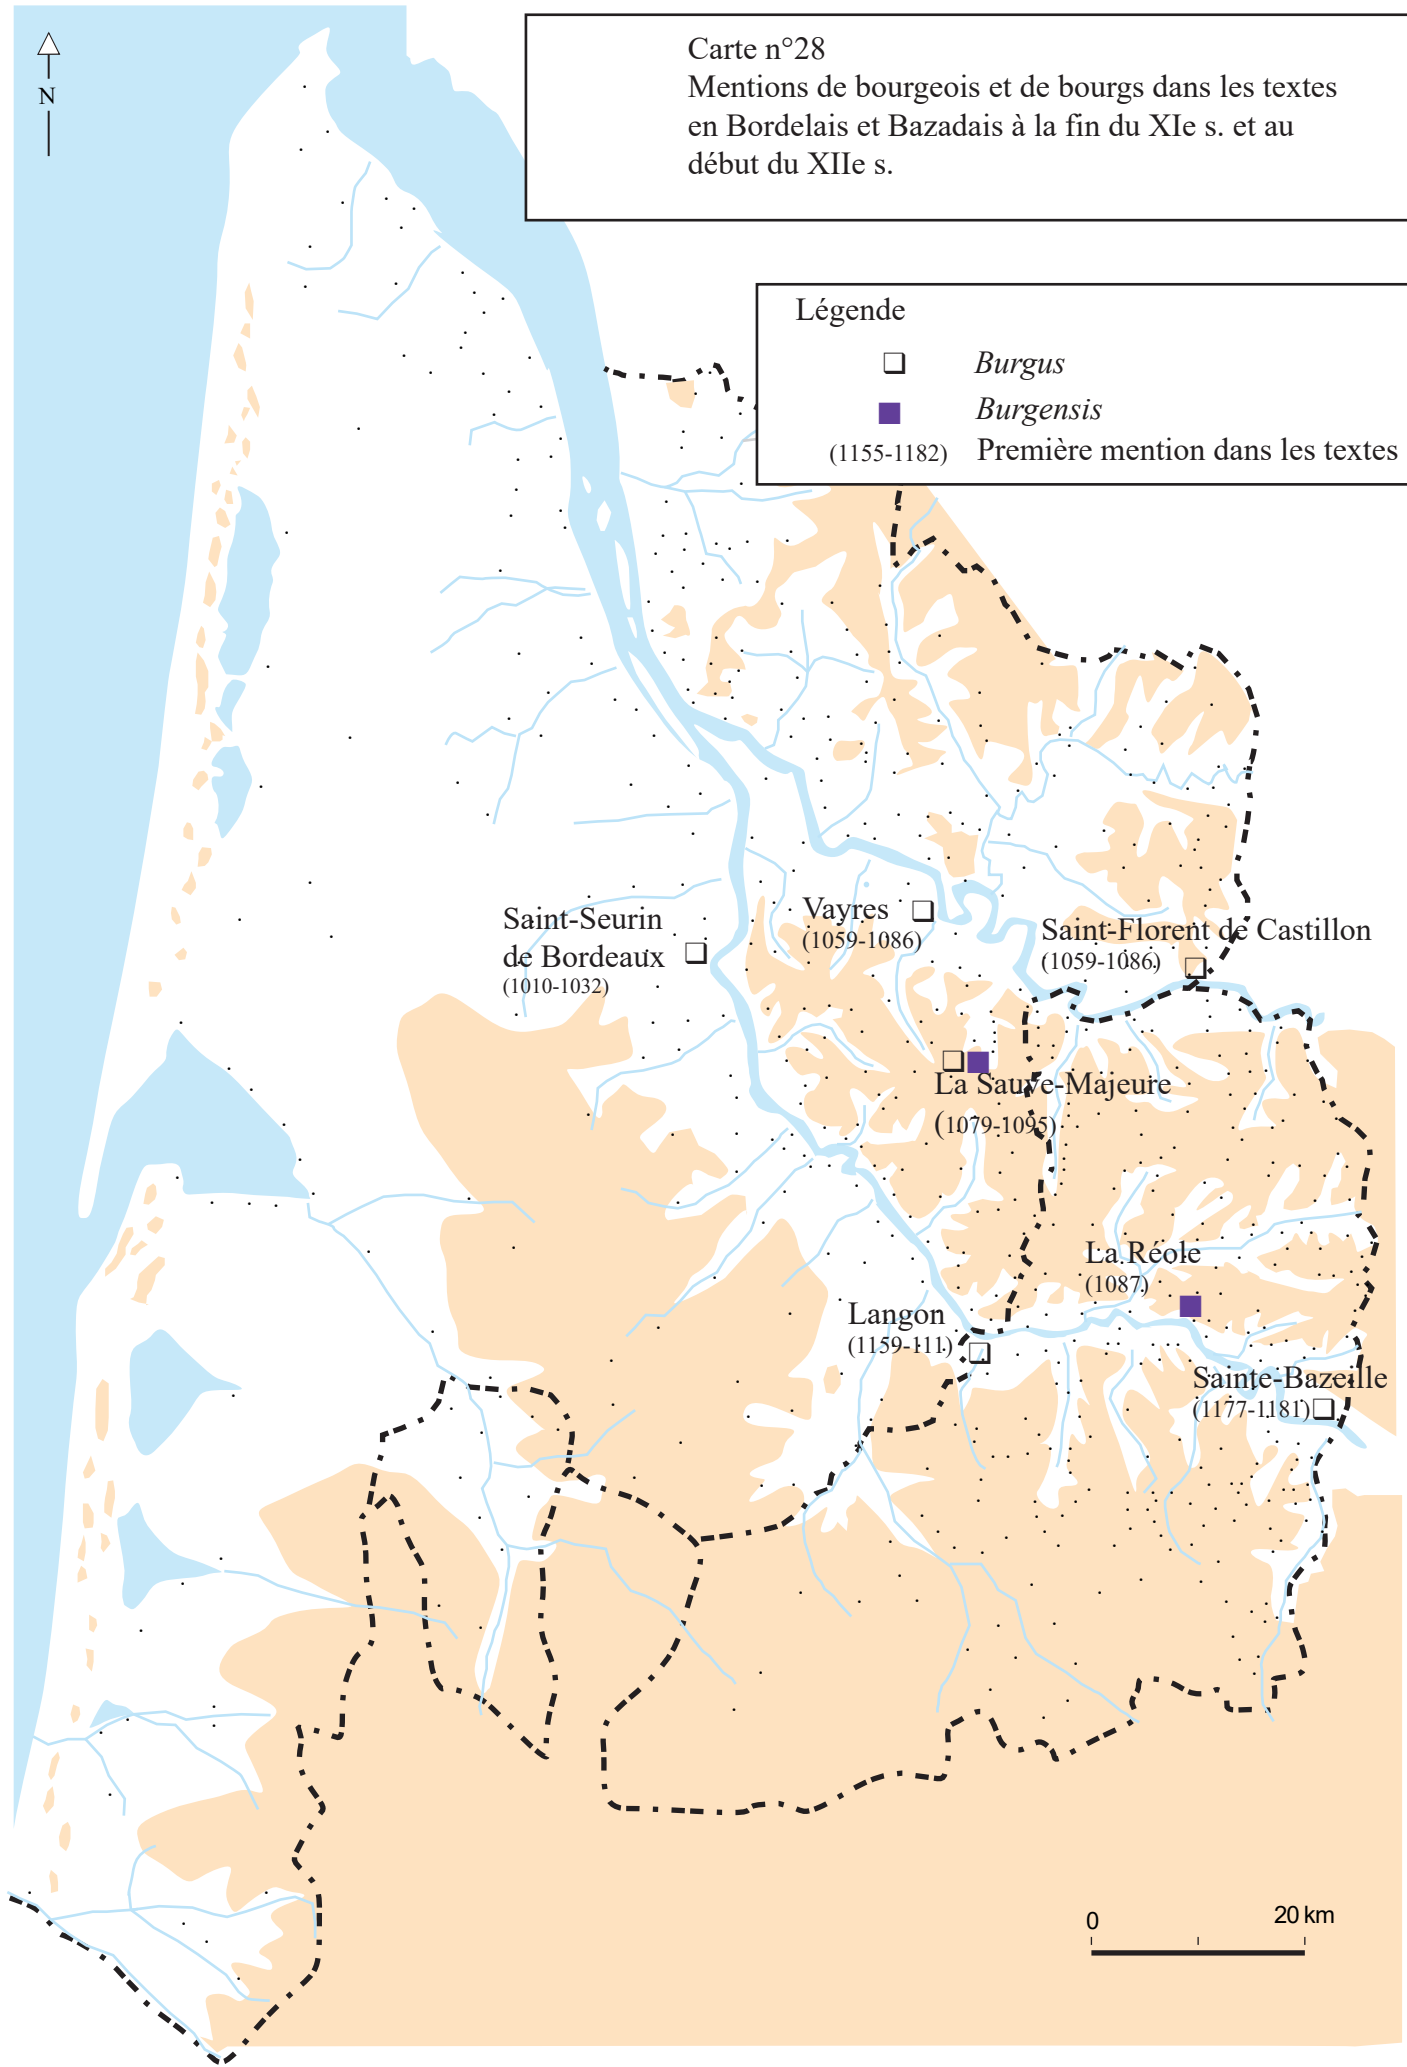 N
Carte n°28
Mentions de bourgeois et de bourgs dans les textes
en Bordelais et Bazadais à la fin du XIe s. et au
début du XIIe s.
Légende
Burgus
Burgensis
(1155-1182) Première mention dans les textes
Saint-Seurin
de Bordeaux
(1010-1032)
Vayres
(1059-1086)
Saint-Florent de Castillon
(1059-1086)
La Sauve-Majeure
(1079-1095)
La Réole
(1087)
Langon
(1159-111.)
Sainte-Bazeille
(1177-1181)
0 20 km